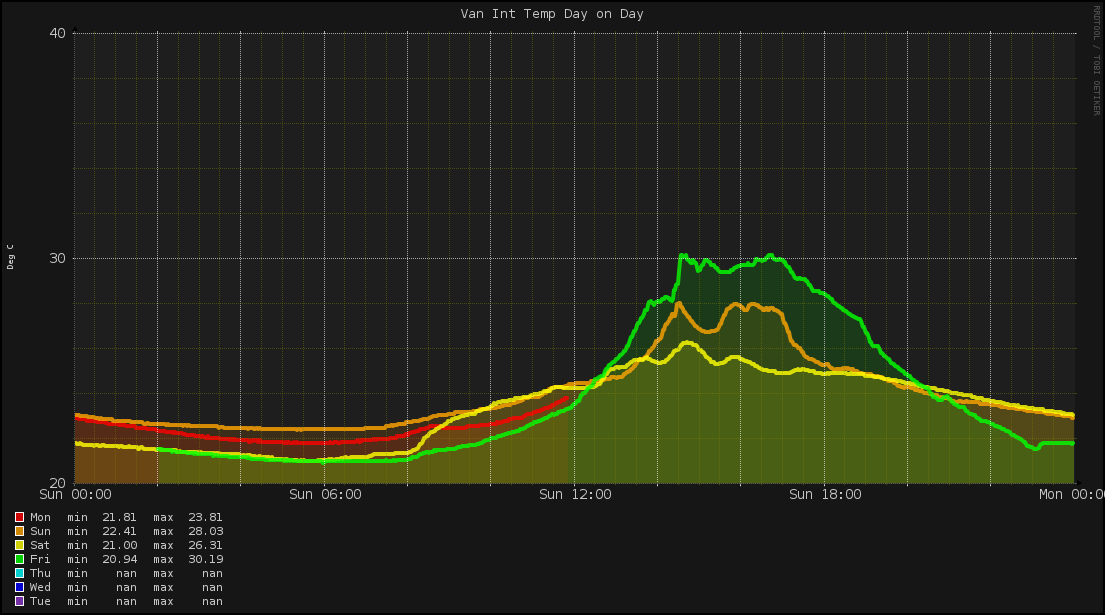 Van Int Temp Day on Day
RRDTOOL / TOBI OETIKER
40
30
20
Deg C
Sun 00:00 Sun 06:00 Sun 12:00 Sun 18:00 Mon 00:00
Mon min 21.81 max 23.81
Sun min 22.41 max 28.03
Sat min 21.00 max 26.31
Fri min 20.94 max 30.19
Thu min nan max nan
Wed min nan max nan
Tue min nan max nan